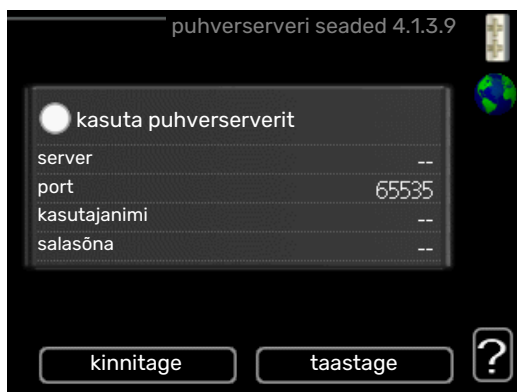 puhverserveri seaded 4.1.3.9
kasuta puhverserverit
server --
port 65535
kasutajanimi --
salasõna --
kinnitage taastage ?